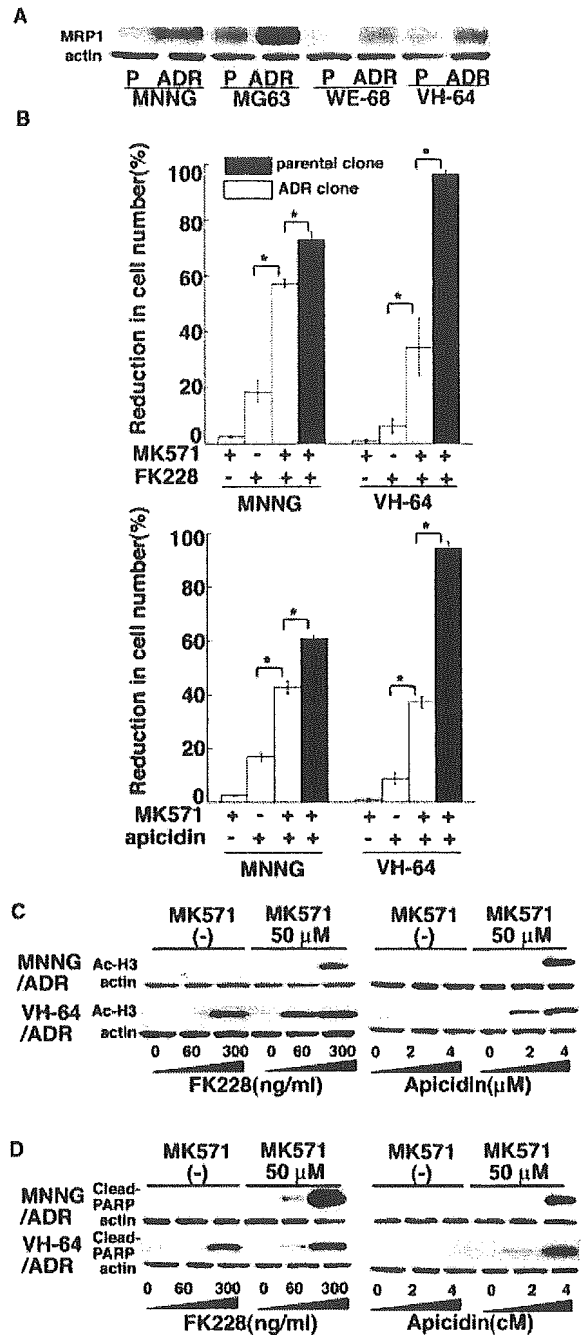 A
MRP1
actin
P ADR P ADR P ADR P ADR
MNNG MG63 WE-68 VH-64
B
Reduction in cell number(%)
100
80
60
40
20
0
parental clone
ADR clone
* * * *
MK571 + - + + + - + +
FK228 - + + + - + + +
MNNG VH-64
Reduction in cell number(%)
100
80
60
40
20
0
* * * *
MK571 + - + + + - + +
apicidin - + + + - + + +
MNNG VH-64
C
MK571 (-) MK571 50 μM MK571 (-) MK571 50 μM
MNNG /ADR Ac-H3
actin
VH-64 /ADR Ac-H3
actin
0 60 300 0 60 300 0 2 4 0 2 4
FK228(ng/ml) Apicidin(μM)
D
MK571 (-) MK571 50 μM MK571 (-) MK571 50 μM
MNNG /ADR Clead-PARP
actin
VH-64 /ADR Clead-PARP
actin
0 60 300 0 60 300 0 2 4 0 2 4
FK228(ng/ml) Apicidin(cM)